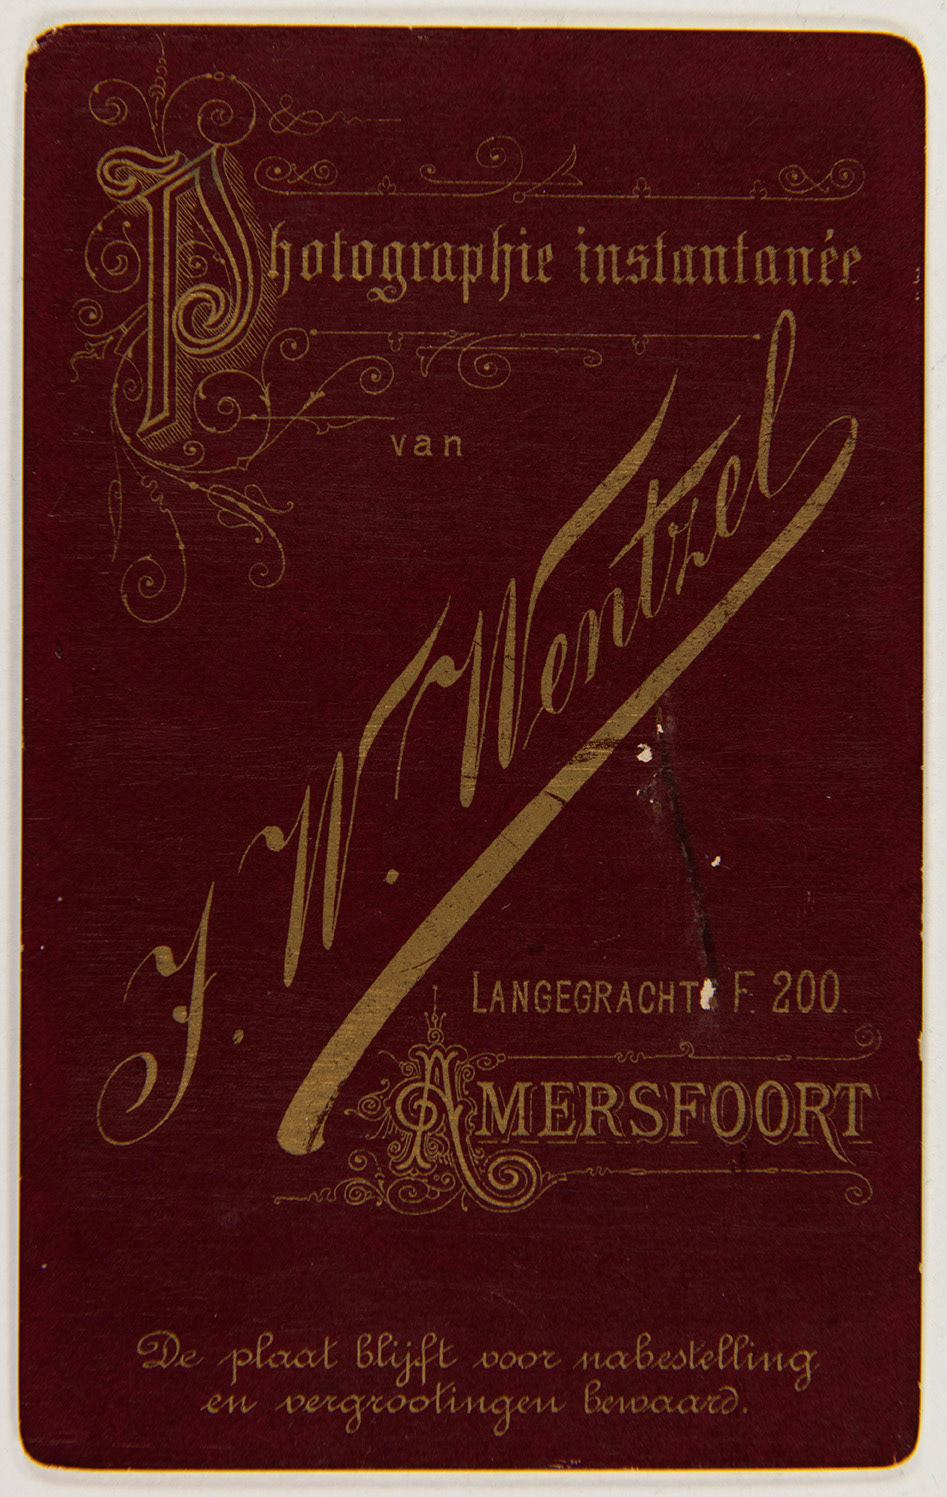 Photographie instantanée
van
J. W. Wentzel
LANGEGRACHT F. 200.
AMERSFOORT
De plaat blijft voor nabestelling
en vergrootingen bewaard.